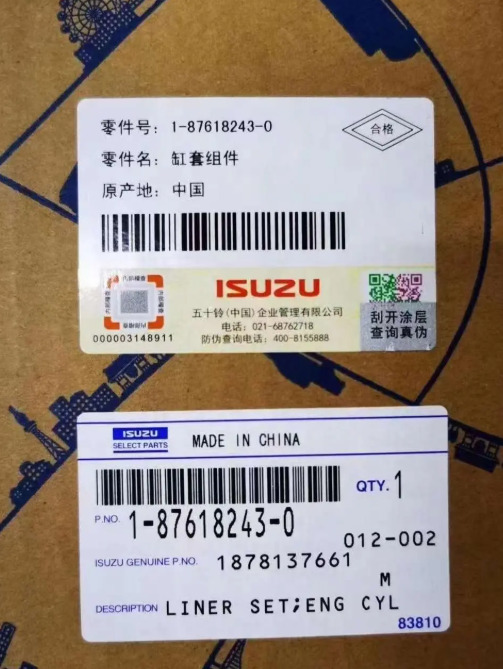 零件号: 1-87618243-0
合格
零件名: 缸套组件
原产地: 中国
ISUZU
五十铃(中国)企业管理有限公司
电话: 021-68762718
防伪查询电话: 400-8155888
000003148911
刮开涂层
查询真伪
ISUZU
SELECT PARTS
MADE IN CHINA
QTY. 1
P.NO. 1-87618243-0
012-002
ISUZU GENUINE P.NO. 1878137661
M
DESCRIPTION LINER SET;ENG CYL
83810